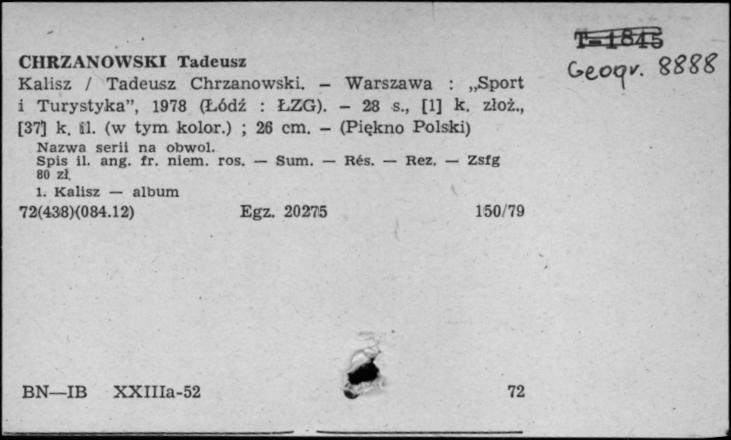 T-1845
Geogr. 8888
CHRZANOWSKI Tadeusz
Kalisz / Tadeusz Chrzanowski. – Warszawa : „Sport
i Turystyka”, 1978 (Łódź : ŁZG). – 28 s., [1] k. złoż.,
[37] k. il. (w tym kolor.) ; 26 cm. – (Piękno Polski)
Nazwa serii na obwol.
Spis il. ang. fr. niem. ros. — Sum. — Rés. — Rez. — Zsfg
80 zł.
1. Kalisz — album
72(438)(084.12) Egz. 20275 150/79
BN—IB XXIIIa-52 72